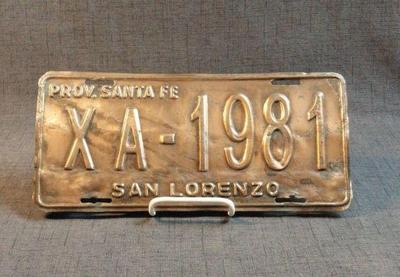 PROV. SANTA FE
XA-1981
SAN LORENZO